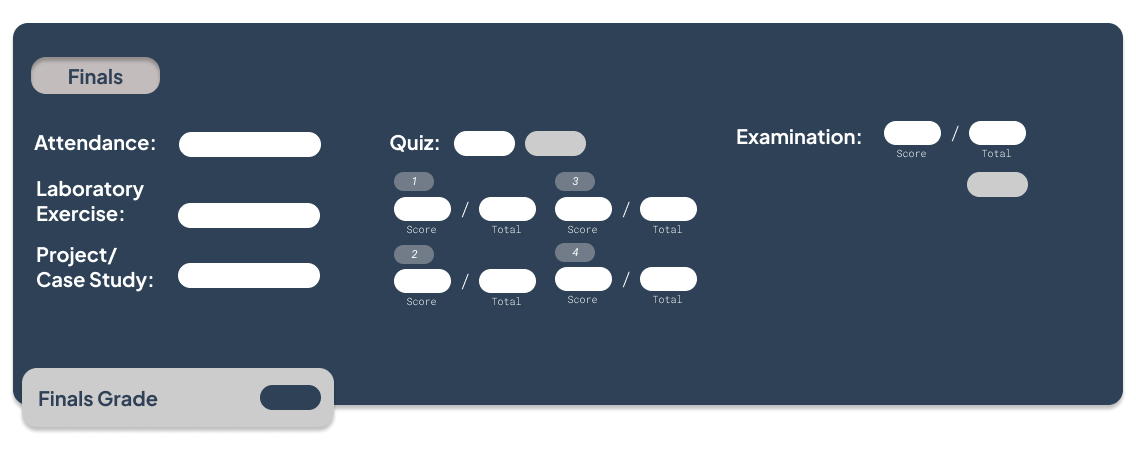 Finals
Attendance:
Laboratory
Exercise:
Project/
Case Study:
Quiz:
1 3
/ /
Score Total Score Total
2 4
/ /
Score Total Score Total
Examination:
/
Score Total
Finals Grade